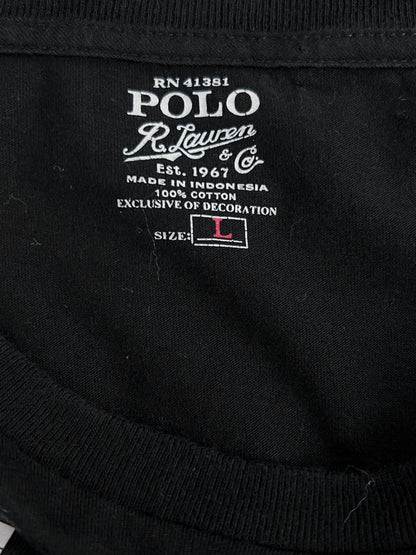 RN 41381
POLO
R. Lauren
& Co.
Est. 1967
MADE IN INDONESIA
100% COTTON
EXCLUSIVE OF DECORATION
SIZE: L